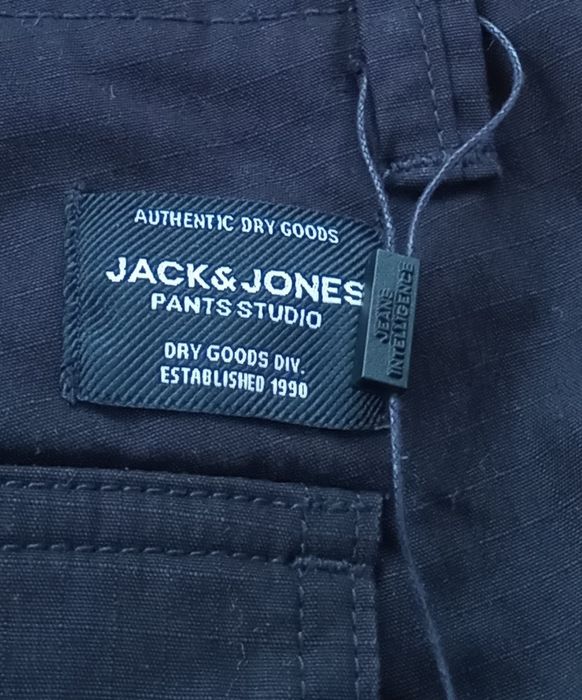 AUTHENTIC DRY GOODS
JACK&JONES
PANTS STUDIO
DRY GOODS DIV.
ESTABLISHED 1990
JEANS
INTELLIGENCE